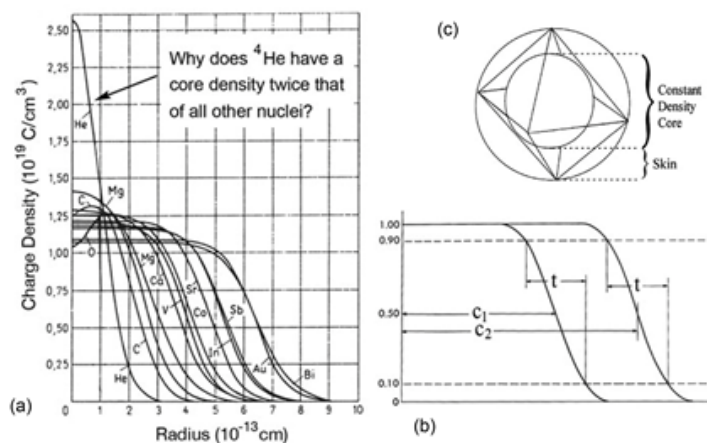 (a)
Charge Density (10¹⁹ C/cm³)
2,50
2,25
2,00
1,75
1,50
1,25
1,00
0,75
0,50
0,25
0
0 1 2 3 4 5 6 7 8 9 10
Radius (10⁻¹³cm)
Why does ⁴He have a
core density twice that
of all other nuclei?
He
Mg
C
O
Mg
Ca
V
Sr
Co
Sb
In
C
He
Au
Bi
(c)
Constant
Density
Core
Skin
1.00
0.90
0.50
0.10
0
t
t
c₁
c₂
(b)